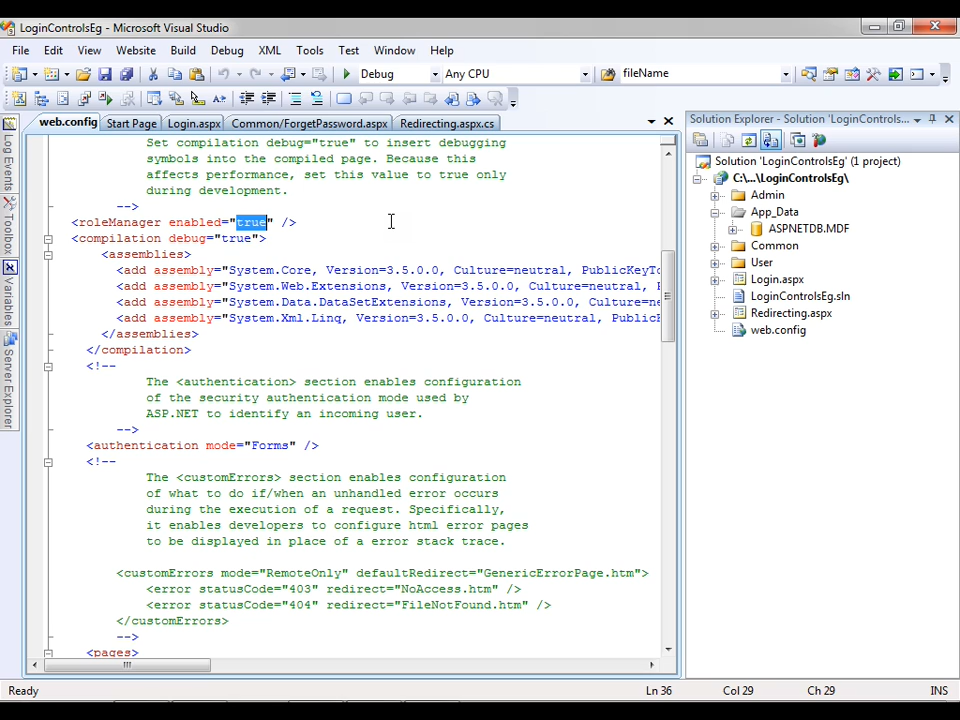 LoginControlsEg - Microsoft Visual Studio
File Edit View Website Build Debug Tools XML Tools Test Window Help
Debug Any CPU fileName
web.config Start Page Login.aspx Common/ForgetPassword.aspx Redirecting.aspx.cs
Set compilation debug="true" to insert debugging
symbols into the compiled page. Because this
affects performance, set this value to true only
during development.
-->
<roleManager enabled="true" />
<compilation debug="true">
<assemblies>
<add assembly="System.Core, Version=3.5.0.0, Culture=neutral, PublicKeyTo
<add assembly="System.Web.Extensions, Version=3.5.0.0, Culture=neutral, P
<add assembly="System.Data.DataSetExtensions, Version=3.5.0.0, Culture=ne
<add assembly="System.Xml.Linq, Version=3.5.0.0, Culture=neutral, PublicK
</assemblies>
</compilation>
<!--
The <authentication> section enables configuration
of the security authentication mode used by
ASP.NET to identify an incoming user.
-->
<authentication mode="Forms" />
<!--
The <customErrors> section enables configuration
of what to do if/when an unhandled error occurs
during the execution of a request. Specifically,
it enables developers to configure html error pages
to be displayed in place of a error stack trace.
<customErrors mode="RemoteOnly" defaultRedirect="GenericErrorPage.htm">
<error statusCode="403" redirect="NoAccess.htm" />
<error statusCode="404" redirect="FileNotFound.htm" />
</customErrors>
-->
<pages>
Log Events
Toolbox
Variables
Server Explorer
Solution Explorer - Solution 'LoginControls...
Solution 'LoginControlsEg' (1 project)
C:\...\LoginControlsEg\
Admin
App_Data
ASPNETDB.MDF
Common
User
Login.aspx
LoginControlsEg.sln
Redirecting.aspx
web.config
Ready Ln 36 Col 29 Ch 29 INS